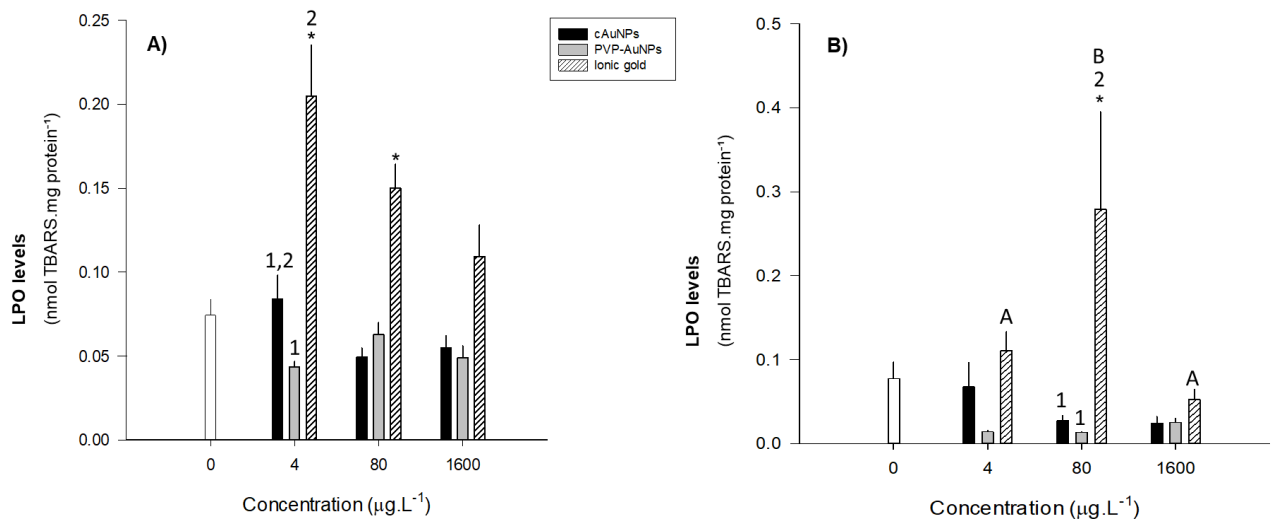 A)
LPO levels
(nmol TBARS.mg protein⁻¹)
0.25
0.20
0.15
0.10
0.05
0.00
2
*
*
1,2
1
0
4
80
1600
Concentration (µg.L⁻¹)
cAuNPs
PVP-AuNPs
Ionic gold
B)
LPO levels
(nmol TBARS.mg protein⁻¹)
0.5
0.4
0.3
0.2
0.1
0.0
B
2
*
A
1
1
A
0
4
80
1600
Concentration (µg.L⁻¹)